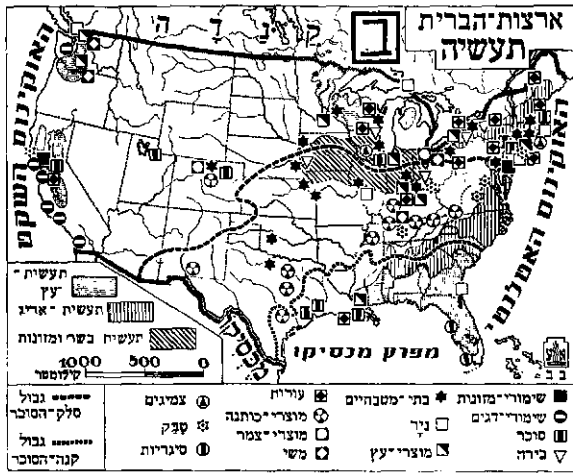 ארצות-הברית
תעשיה
ב
קנדה
האוקינוס השקט
האוקינוס האטלנטי
מפרץ מכסיקו
מכסיקו
תעשית-עץ
תעשית-אריג
תעשית בשר ומזונות
1000 500 0
קילומטר
שימורי-מזונות
שימורי-דגים
סוכר
בירה
בתי-מטבחיים
ניר
מוצרי-עץ
עורות
מוצרי-כותנה
מוצרי-צמר
משי
צמיגים
טבק
סיגריות
גבול
סלק-הסוכר
גבול
קנה-הסוכר